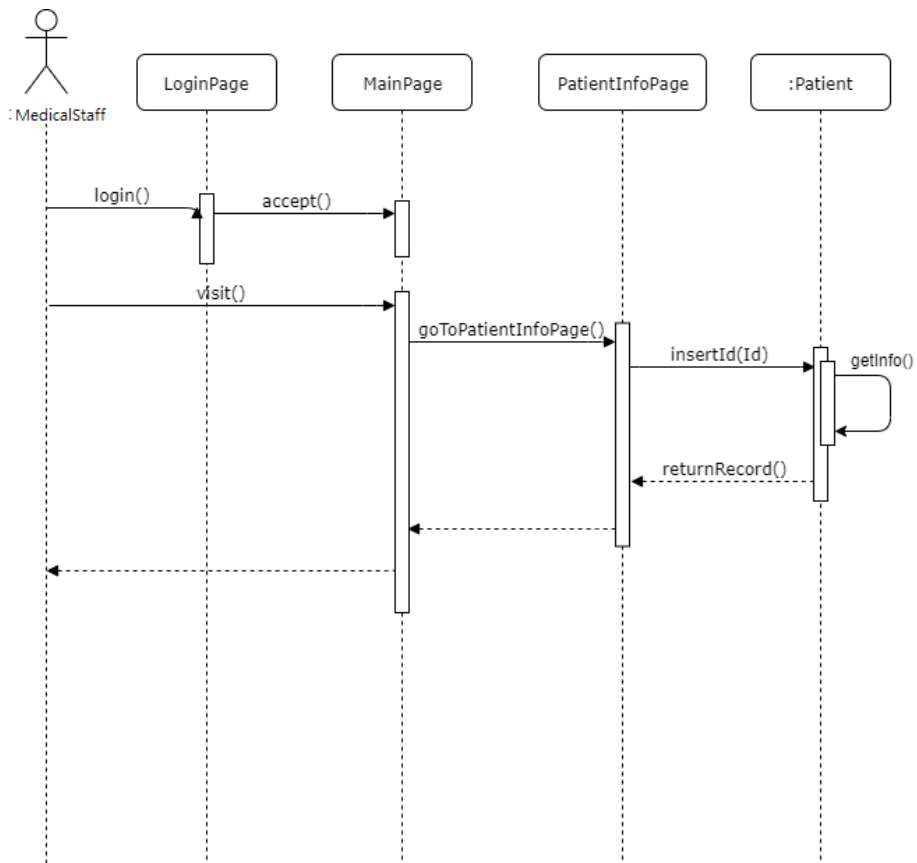 :MedicalStaff
LoginPage
MainPage
PatientInfoPage
:Patient
login()
accept()
visit()
goToPatientInfoPage()
insertId(Id)
getInfo()
returnRecord()